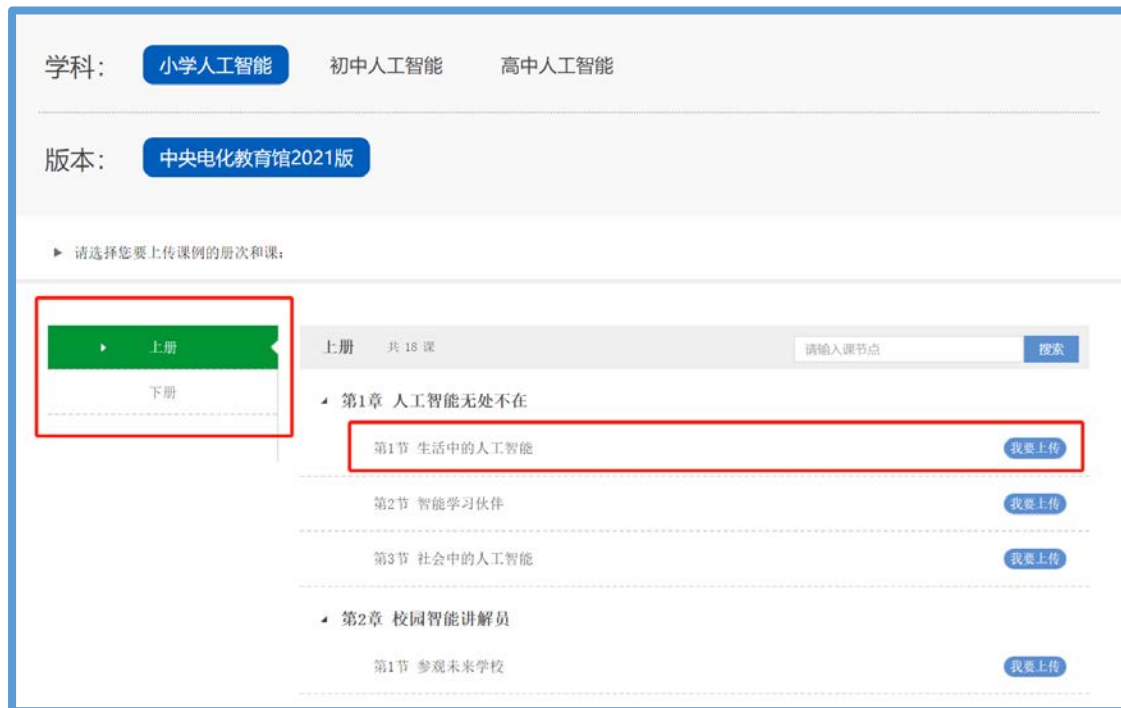 学科： 小学人工智能 初中人工智能 高中人工智能
版本： 中央电化教育馆2021版
请选择您要上传课例的册次和课：
上册
下册
上册 共 18 课 请输入课节点 搜索
第1章 人工智能无处不在
第1节 生活中的人工智能 我要上传
第2节 智能学习伙伴 我要上传
第3节 社会中的人工智能 我要上传
第2章 校园智能讲解员
第1节 参观未来学校 我要上传